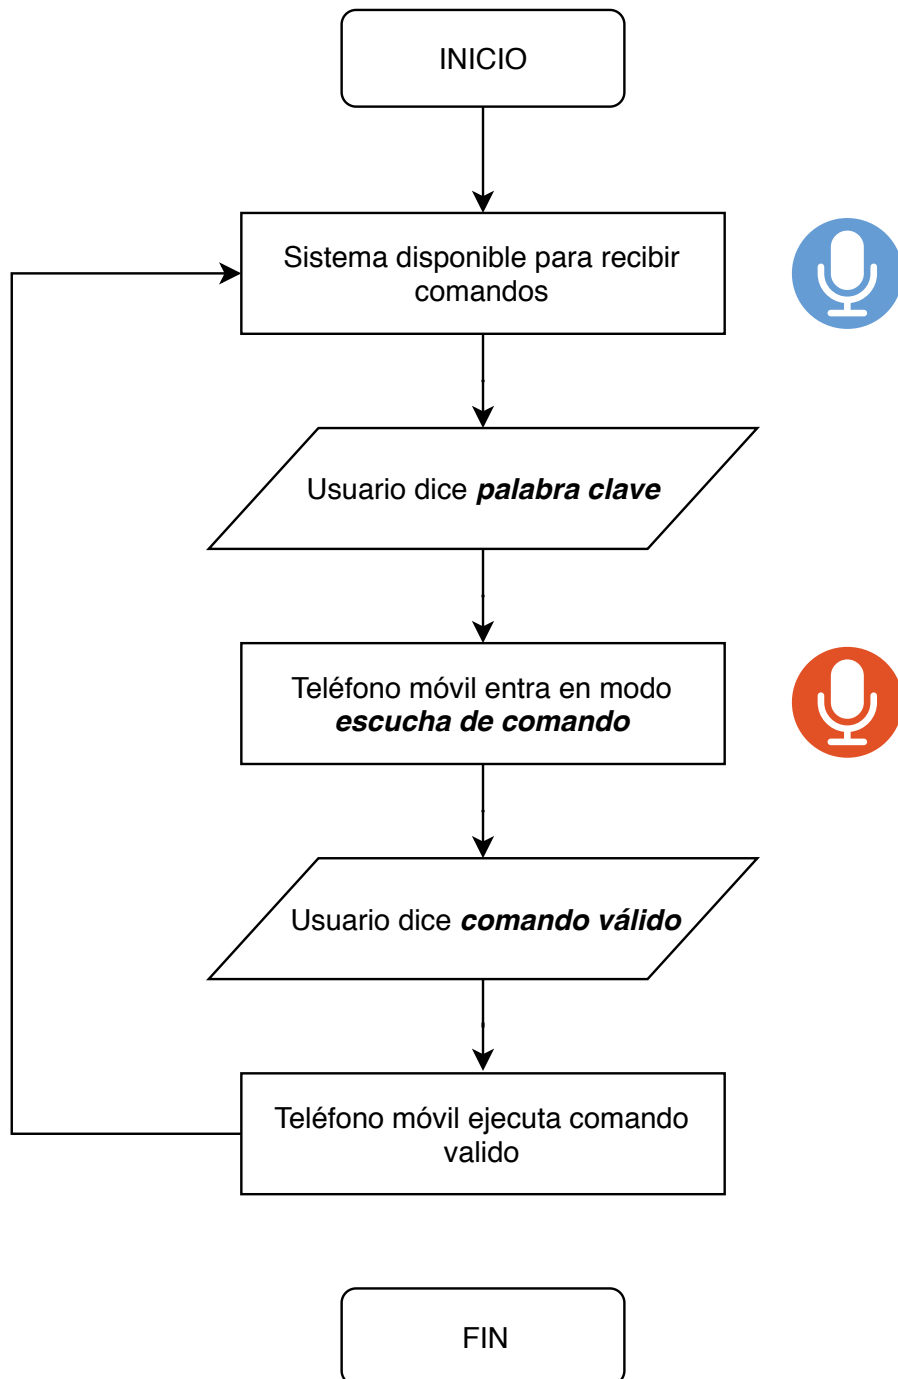 INICIO
Sistema disponible para recibir
comandos
Usuario dice palabra clave
Teléfono móvil entra en modo
escucha de comando
Usuario dice comando válido
Teléfono móvil ejecuta comando
valido
FIN